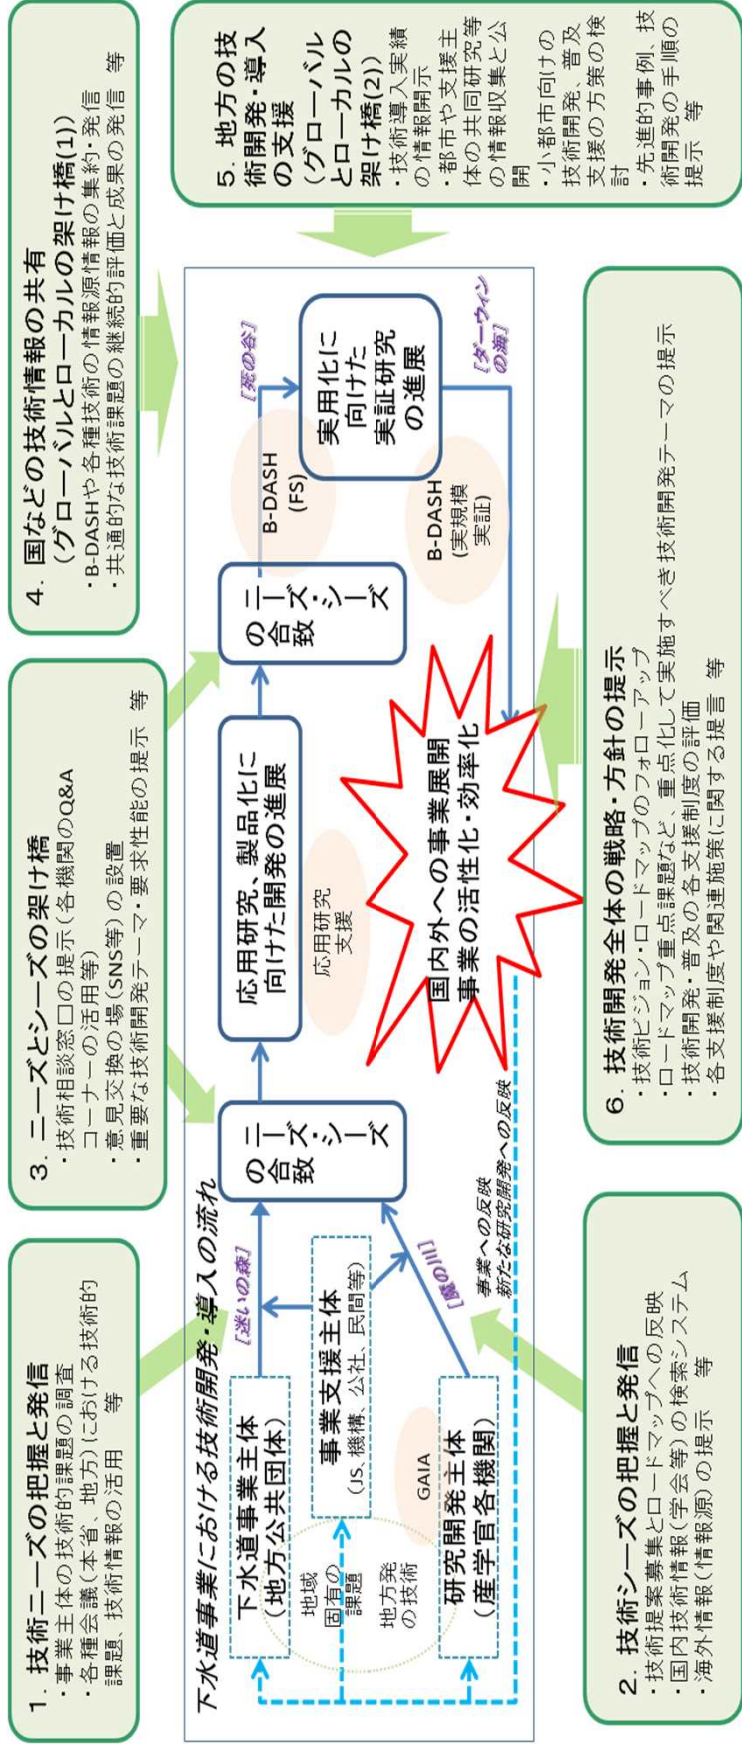 1. 技術ニーズの把握と発信
・事業主体の技術的課題の調査
・各種会議(本省、地方)における技術的
課題、技術情報の活用　等
3. ニーズとシーズの架け橋
・技術相談窓口の提示(各機関のQ&A
コーナーの活用等)
・意見交換の場(SNS等)の設置
・重要な技術開発テーマ・要求性能の提示　等
4. 国などの技術情報の共有
(グローバルとローカルの架け橋(1))
・B-DASHや各種技術の情報源情報の集約・発信
・共通的な技術課題の継続的評価と成果の発信　等
5. 地方の技
術開発・導入
の支援
(グローバル
とローカルの
架け橋(2))
・技術導入実績
の情報開示
・都市や支援主
体の共同研究等
の情報収集と公
開
・小都市向けの
技術開発、普及
支援の方策の検
討
・先進的事例、技
術開発の手順の
提示　等
下水道事業における技術開発・導入の流れ
下水道事業主体
(地方公共団体)
[迷いの森]
事業支援主体
(JS、機構、公社、民間等)
地域
固有の
課題
地方発
の技術
GAIA
研究開発主体
(産学官各機関)
[魔の川]
ニーズ・シーズ
の合致
応用研究、製品化に
向けた開発の進展
応用研究
支援
ニーズ・シーズ
の合致
B-DASH
(FS)
[死の谷]
実用化に
向けた
実証研究
の進展
B-DASH
(実規模
実証)
[ダーウィン
の海]
国内外への事業展開
事業の活性化・効率化
事業への反映
新たな研究開発への反映
2. 技術シーズの把握と発信
・技術提案募集とロードマップへの反映
・国内技術情報(学会等)の検索システム
・海外情報(情報源)の提示　等
6. 技術開発全体の戦略・方針の提示
・技術ビジョン・ロードマップのフォローアップ
・ロードマップ重点課題など、重点化して実施すべき技術開発テーマの提示
・技術開発・普及の各支援制度の評価
・各支援制度や関連施策に関する提言　等